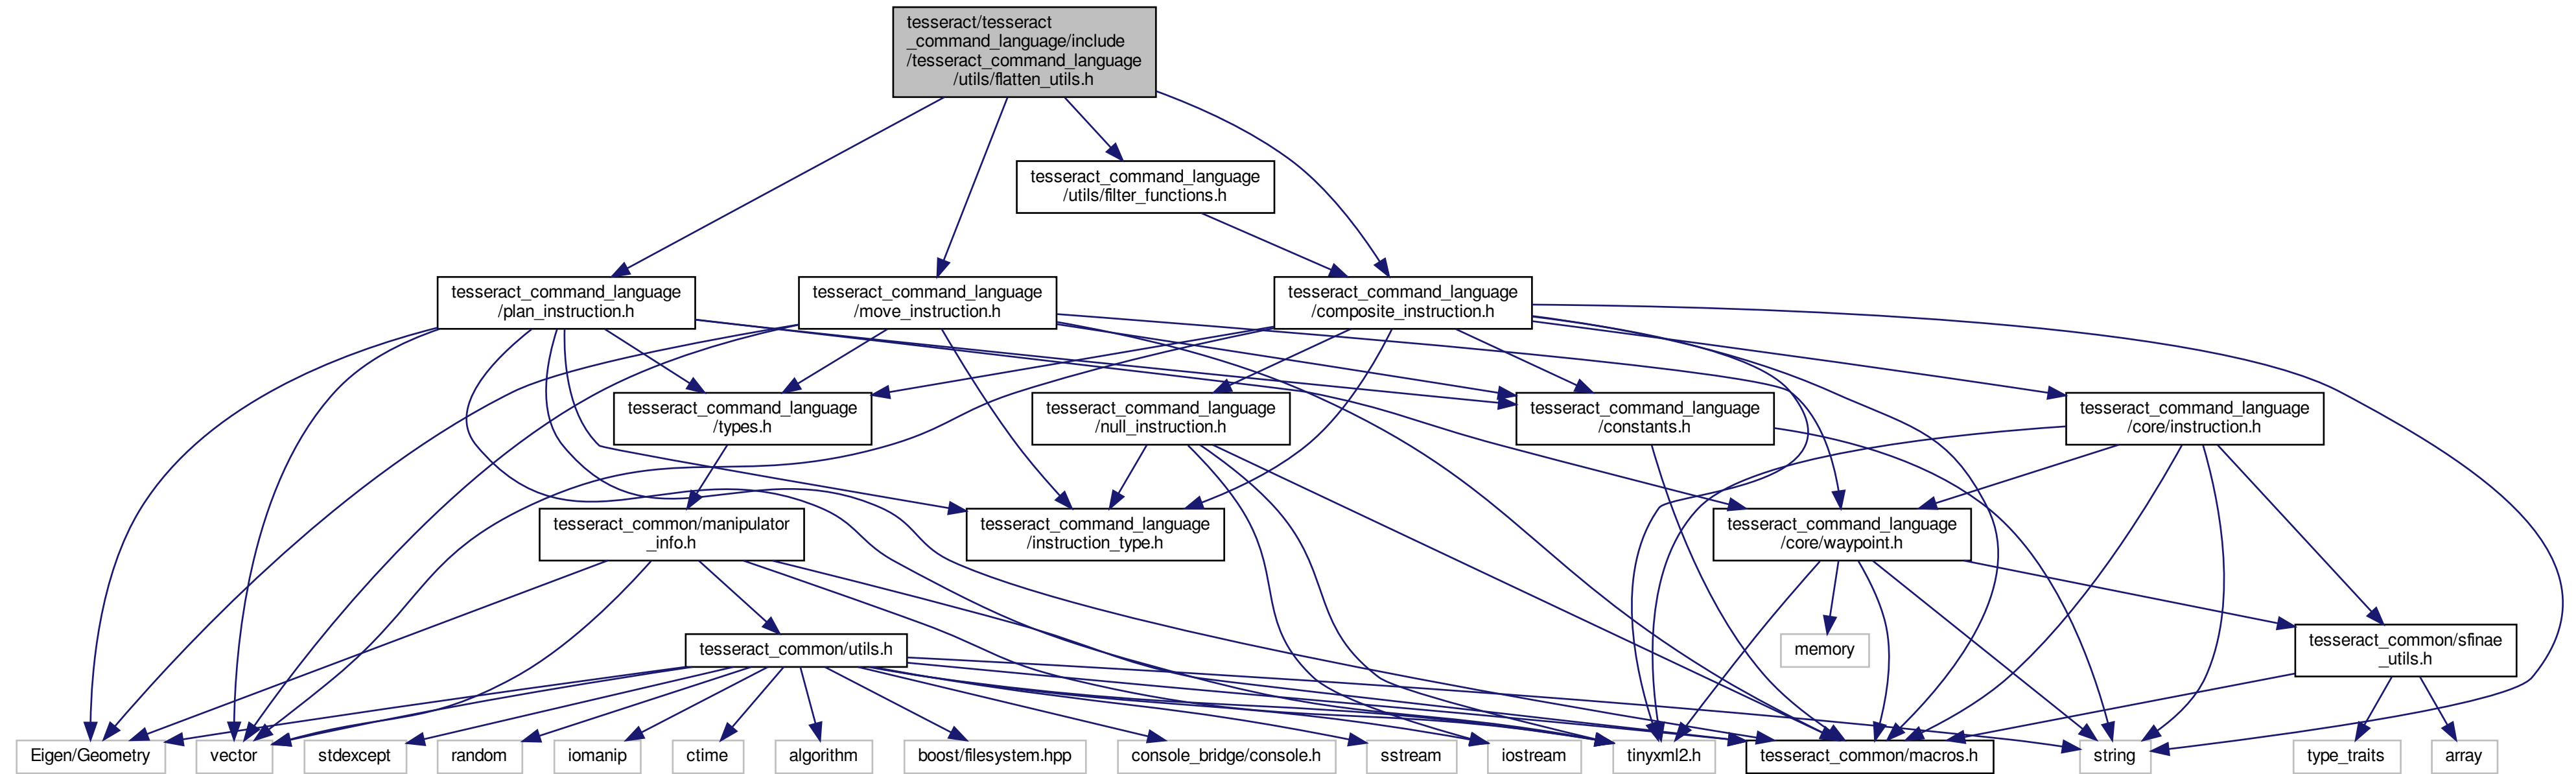 tesseract/tesseract
_command_language/include
/tesseract_command_language
/utils/flatten_utils.h
tesseract_command_language
/utils/filter_functions.h
tesseract_command_language
/plan_instruction.h
tesseract_command_language
/move_instruction.h
tesseract_command_language
/composite_instruction.h
tesseract_command_language
/types.h
tesseract_command_language
/null_instruction.h
tesseract_command_language
/constants.h
tesseract_command_language
/core/instruction.h
tesseract_common/manipulator
_info.h
tesseract_command_language
/instruction_type.h
tesseract_command_language
/core/waypoint.h
tesseract_common/utils.h
memory
tesseract_common/sfinae
_utils.h
Eigen/Geometry
vector
stdexcept
random
iomanip
ctime
algorithm
boost/filesystem.hpp
console_bridge/console.h
sstream
iostream
tinyxml2.h
tesseract_common/macros.h
string
type_traits
array